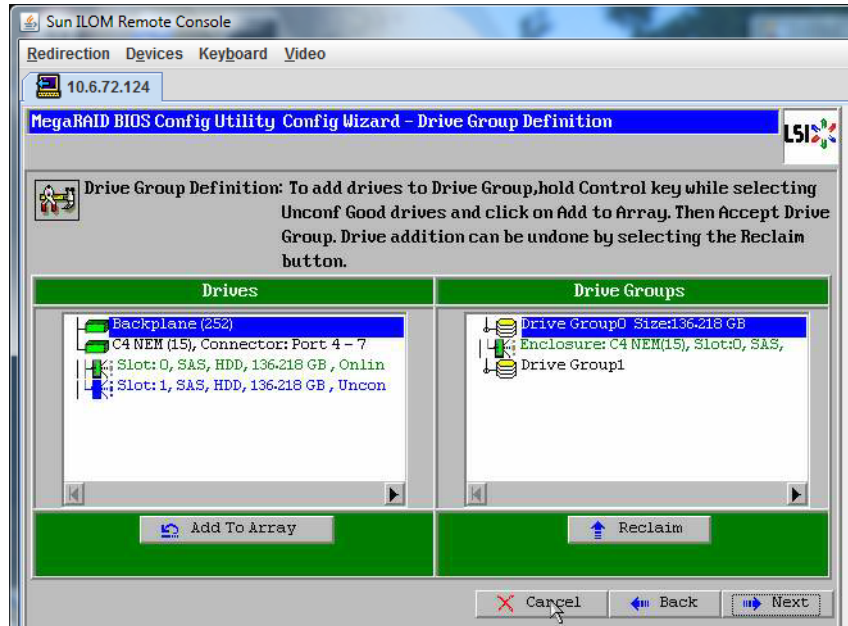 Sun ILOM Remote Console
Redirection Devices Keyboard Video
10.6.72.124
MegaRAID BIOS Config Utility Config Wizard - Drive Group Definition
LSI
Drive Group Definition: To add drives to Drive Group,hold Control key while selecting
Unconf Good drives and click on Add to Array. Then Accept Drive
Group. Drive addition can be undone by selecting the Reclaim
button.
Drives
Backplane (252)
C4 NEM (15), Connector: Port 4 - 7
Slot: 0, SAS, HDD, 136.218 GB , Onlin
Slot: 1, SAS, HDD, 136.218 GB , Uncon
Add To Array
Drive Groups
Drive Group0 Size:136.218 GB
Enclosure: C4 NEM(15), Slot:0, SAS,
Drive Group1
Reclaim
Cancel
Back
Next